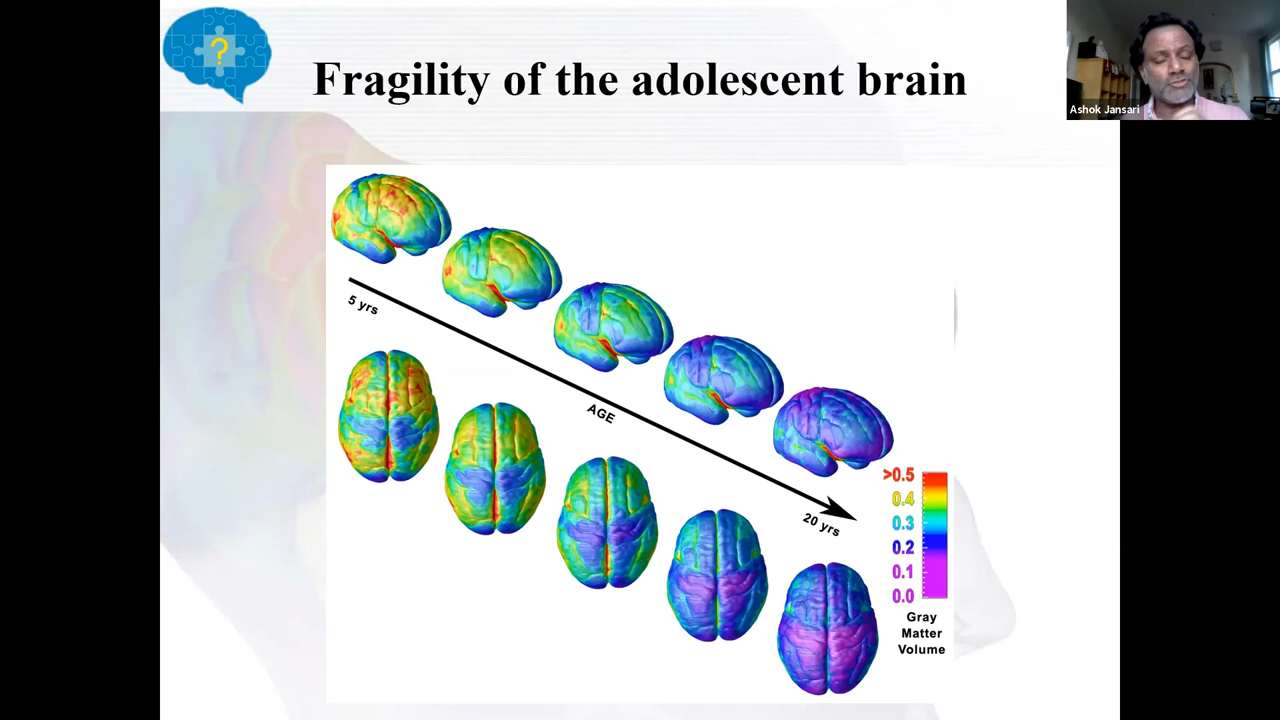 ?
Fragility of the adolescent brain
Ashok Jansari
5 yrs
AGE
20 yrs
>0.5
0.4
0.3
0.2
0.1
0.0
Gray
Matter
Volume